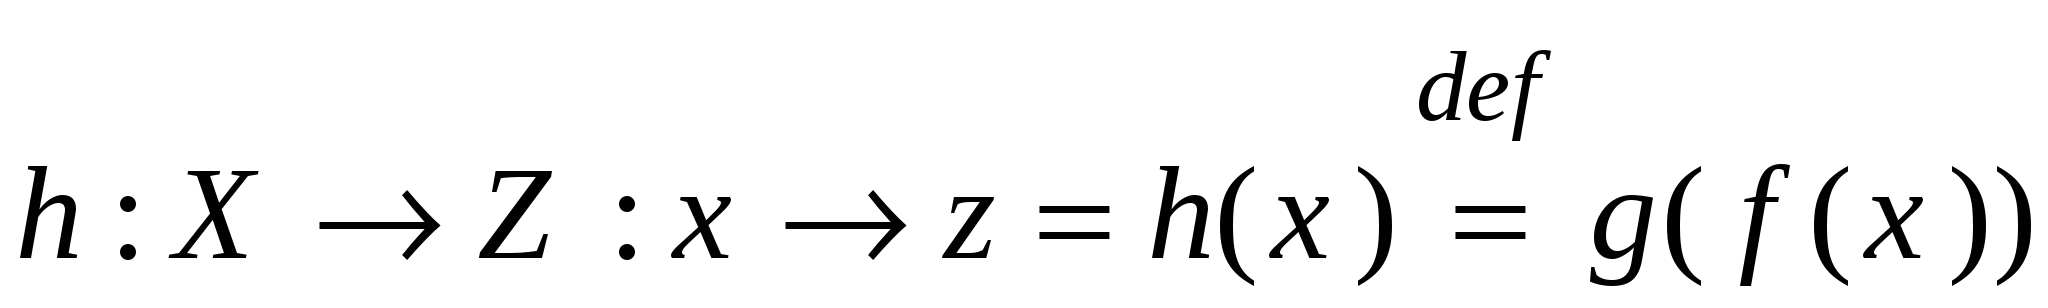 def
h : X → Z : x → z = h(x) = g(f(x))